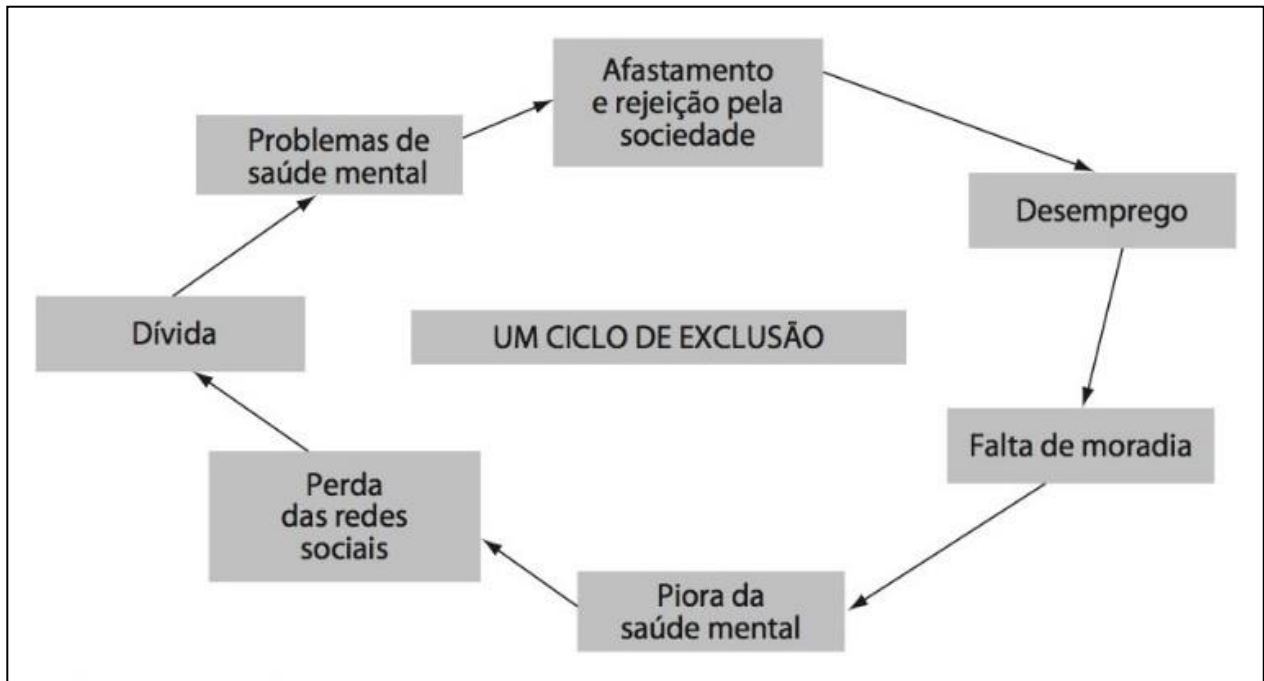 Afastamento
e rejeição pela
sociedade
Problemas de
saúde mental
Desemprego
Dívida
UM CICLO DE EXCLUSÃO
Falta de moradia
Perda
das redes
sociais
Piora da
saúde mental